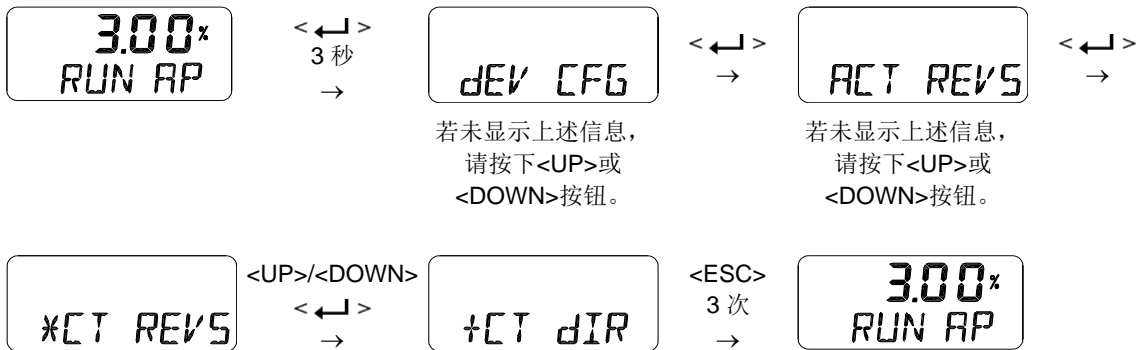 3.00%
RUN AP
< ↵ >
3 秒
→
dEV CFG
若未显示上述信息，
请按下<UP>或
<DOWN>按钮。
< ↵ >
→
ACT REVS
若未显示上述信息，
请按下<UP>或
<DOWN>按钮。
< ↵ >
→
*CT REVS
<UP>/<DOWN>
< ↵ >
→
+CT dIR
<ESC>
3 次
→
3.00%
RUN AP